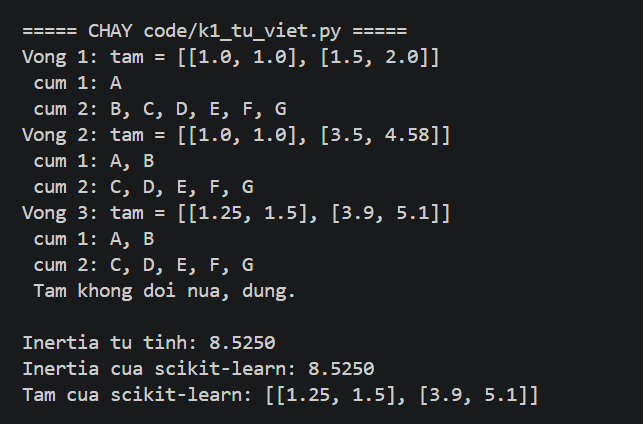 ===== CHAY code/k1_tu_viet.py =====
Vong 1: tam = [[1.0, 1.0], [1.5, 2.0]]
 cum 1: A
 cum 2: B, C, D, E, F, G
Vong 2: tam = [[1.0, 1.0], [3.5, 4.58]]
 cum 1: A, B
 cum 2: C, D, E, F, G
Vong 3: tam = [[1.25, 1.5], [3.9, 5.1]]
 cum 1: A, B
 cum 2: C, D, E, F, G
 Tam khong doi nua, dung.
Inertia tu tinh: 8.5250
Inertia cua scikit-learn: 8.5250
Tam cua scikit-learn: [[1.25, 1.5], [3.9, 5.1]]